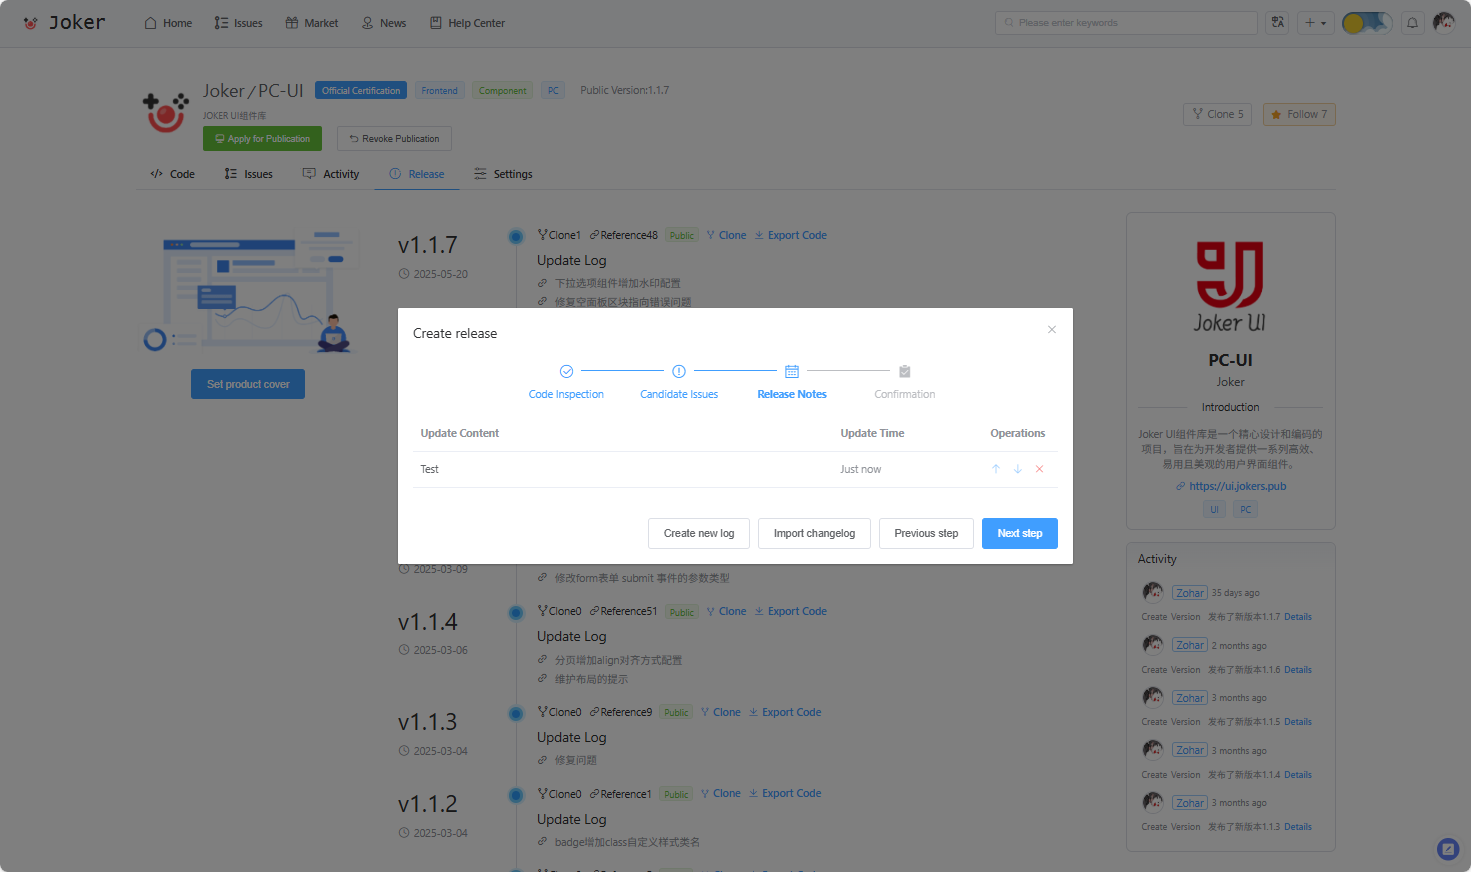 Joker
Home
Issues
Market
News
Help Center
Please enter keywords
Joker / PC-UI
Official Certification
Frontend
Component
PC
Public Version:1.1.7
JOKER UI组件库
Apply for Publication
Revoke Publication
Clone 5
Follow 7
Code
Issues
Activity
Release
Settings
Set product cover
v1.1.7
2025-05-20
Clone1
Reference48
Public
Clone
Export Code
Update Log
下拉选项组件增加水印配置
修复空面板区块指向错误问题
Create release
Code Inspection
Candidate Issues
Release Notes
Confirmation
Update Content
Update Time
Operations
Test
Just now
Create new log
Import changelog
Previous step
Next step
2025-03-09
修改form表单 submit 事件的参数类型
v1.1.4
2025-03-06
Clone0
Reference51
Public
Clone
Export Code
Update Log
分页增加align对齐方式配置
维护布局的提示
v1.1.3
2025-03-04
Clone0
Reference9
Public
Clone
Export Code
Update Log
修复问题
v1.1.2
2025-03-04
Clone0
Reference1
Public
Clone
Export Code
Update Log
badge增加class自定义样式类名
Joker UI
PC-UI
Joker
Introduction
Joker UI组件库是一个精心设计和编码的
项目，旨在为开发者提供一系列高效、
易用且美观的用户界面组件。
https://ui.jokers.pub
UI
PC
Activity
Zohar 35 days ago
Create Version 发布了新版本1.1.7 Details
Zohar 2 months ago
Create Version 发布了新版本1.1.6 Details
Zohar 3 months ago
Create Version 发布了新版本1.1.5 Details
Zohar 3 months ago
Create Version 发布了新版本1.1.4 Details
Zohar 3 months ago
Create Version 发布了新版本1.1.3 Details